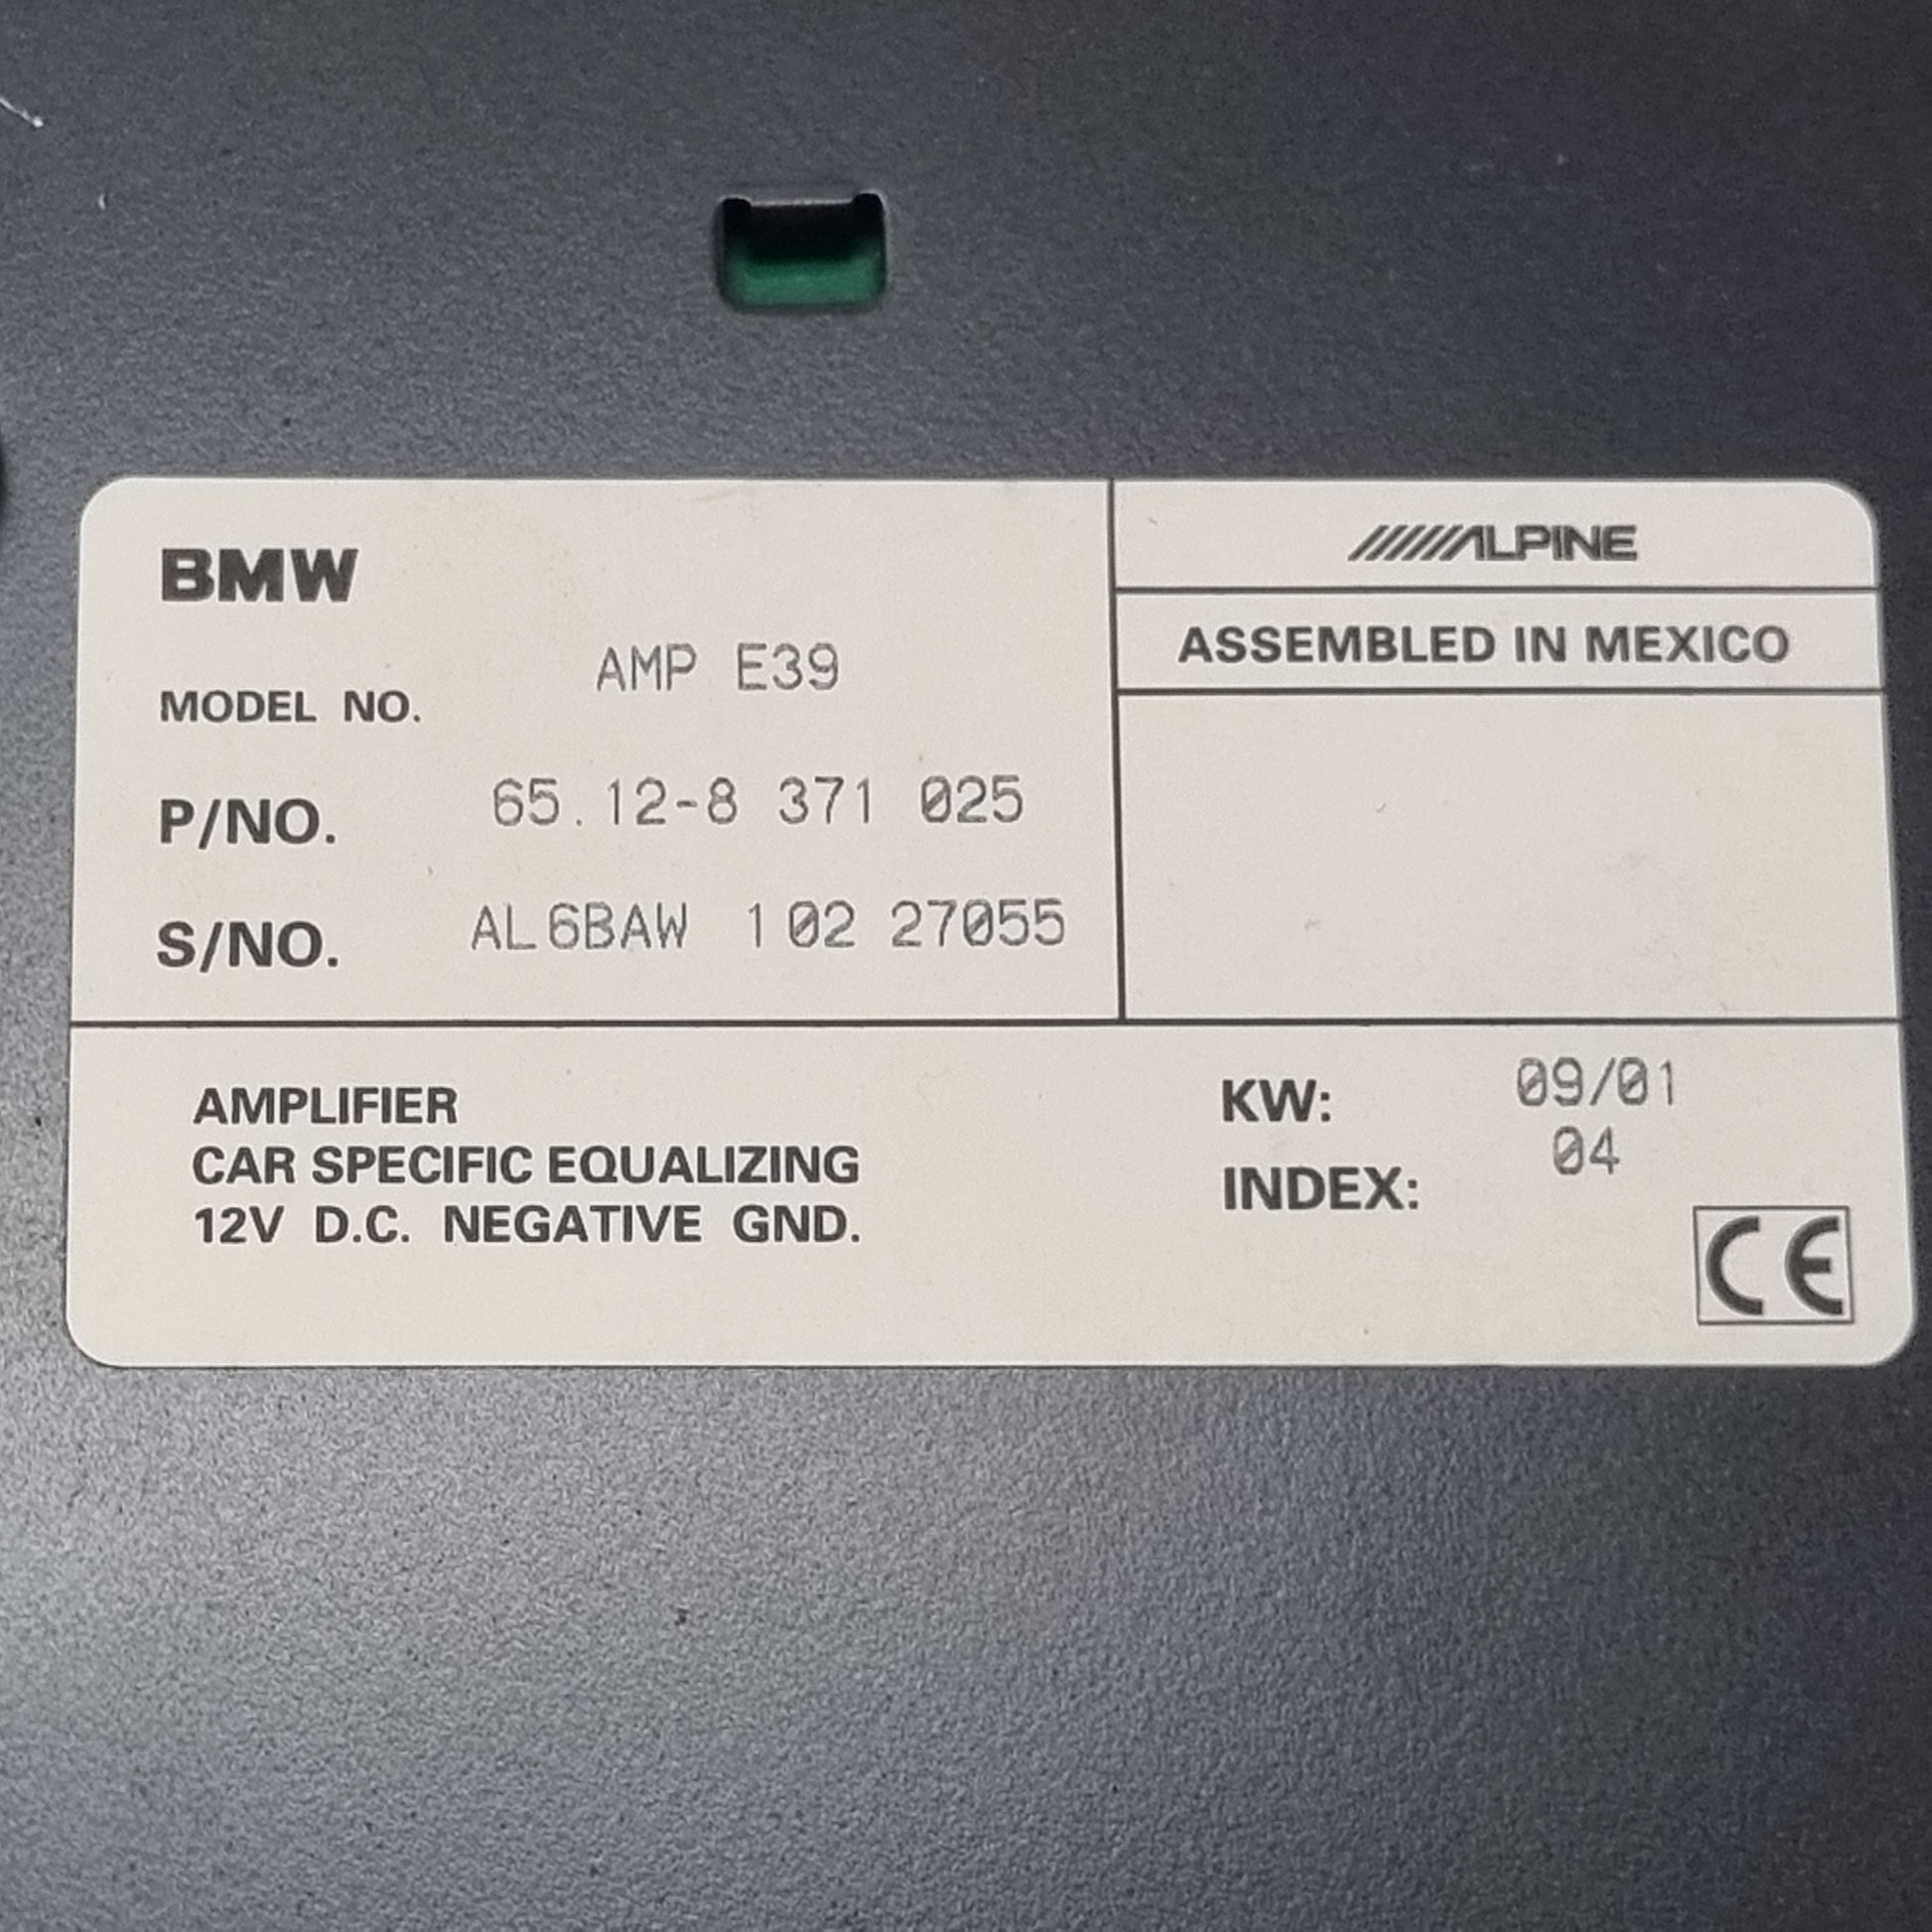 BMW
MODEL NO. AMP E39
P/NO. 65.12-8 371 025
S/NO. AL6BAW 102 27055
ALPINE
ASSEMBLED IN MEXICO
AMPLIFIER
CAR SPECIFIC EQUALIZING
12V D.C. NEGATIVE GND.
KW: 09/01
INDEX: 04
CE